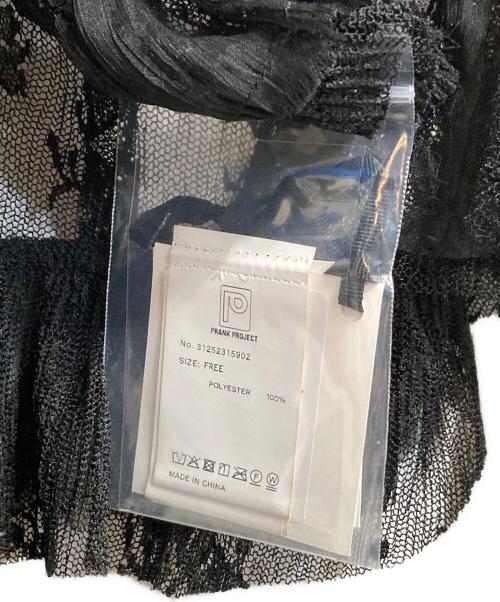 PRANK PROJECT
No. 31252315902
SIZE: FREE
POLYESTER 100%
MADE IN CHINA